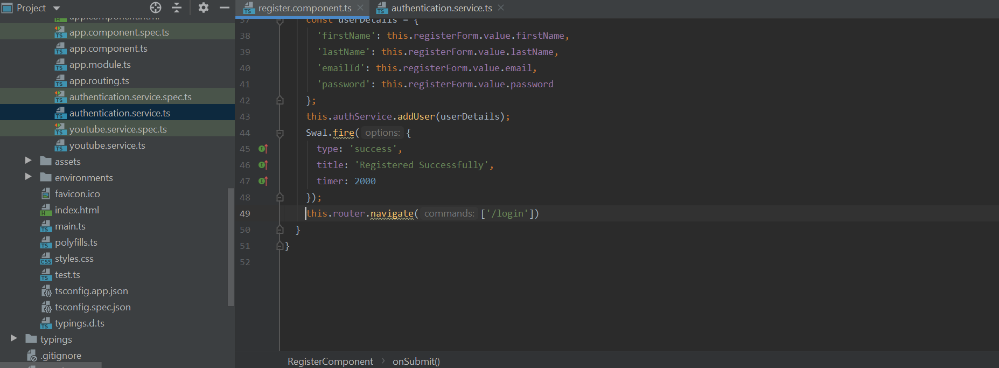 Project
app.component.html
app.component.spec.ts
app.component.ts
app.module.ts
app.routing.ts
authentication.service.spec.ts
authentication.service.ts
youtube.service.spec.ts
youtube.service.ts
assets
environments
favicon.ico
index.html
main.ts
polyfills.ts
styles.css
test.ts
tsconfig.app.json
tsconfig.spec.json
typings.d.ts
typings
.gitignore
register.component.ts
authentication.service.ts
37 const userDetails = {
38 'firstName': this.registerForm.value.firstName,
39 'lastName': this.registerForm.value.lastName,
40 'emailId': this.registerForm.value.email,
41 'password': this.registerForm.value.password
42 };
43 this.authService.addUser(userDetails);
44 Swal.fire( options: {
45 type: 'success',
46 title: 'Registered Successfully',
47 timer: 2000
48 });
49 this.router.navigate( commands: ['/login'])
50 }
51 }
52
RegisterComponent › onSubmit()